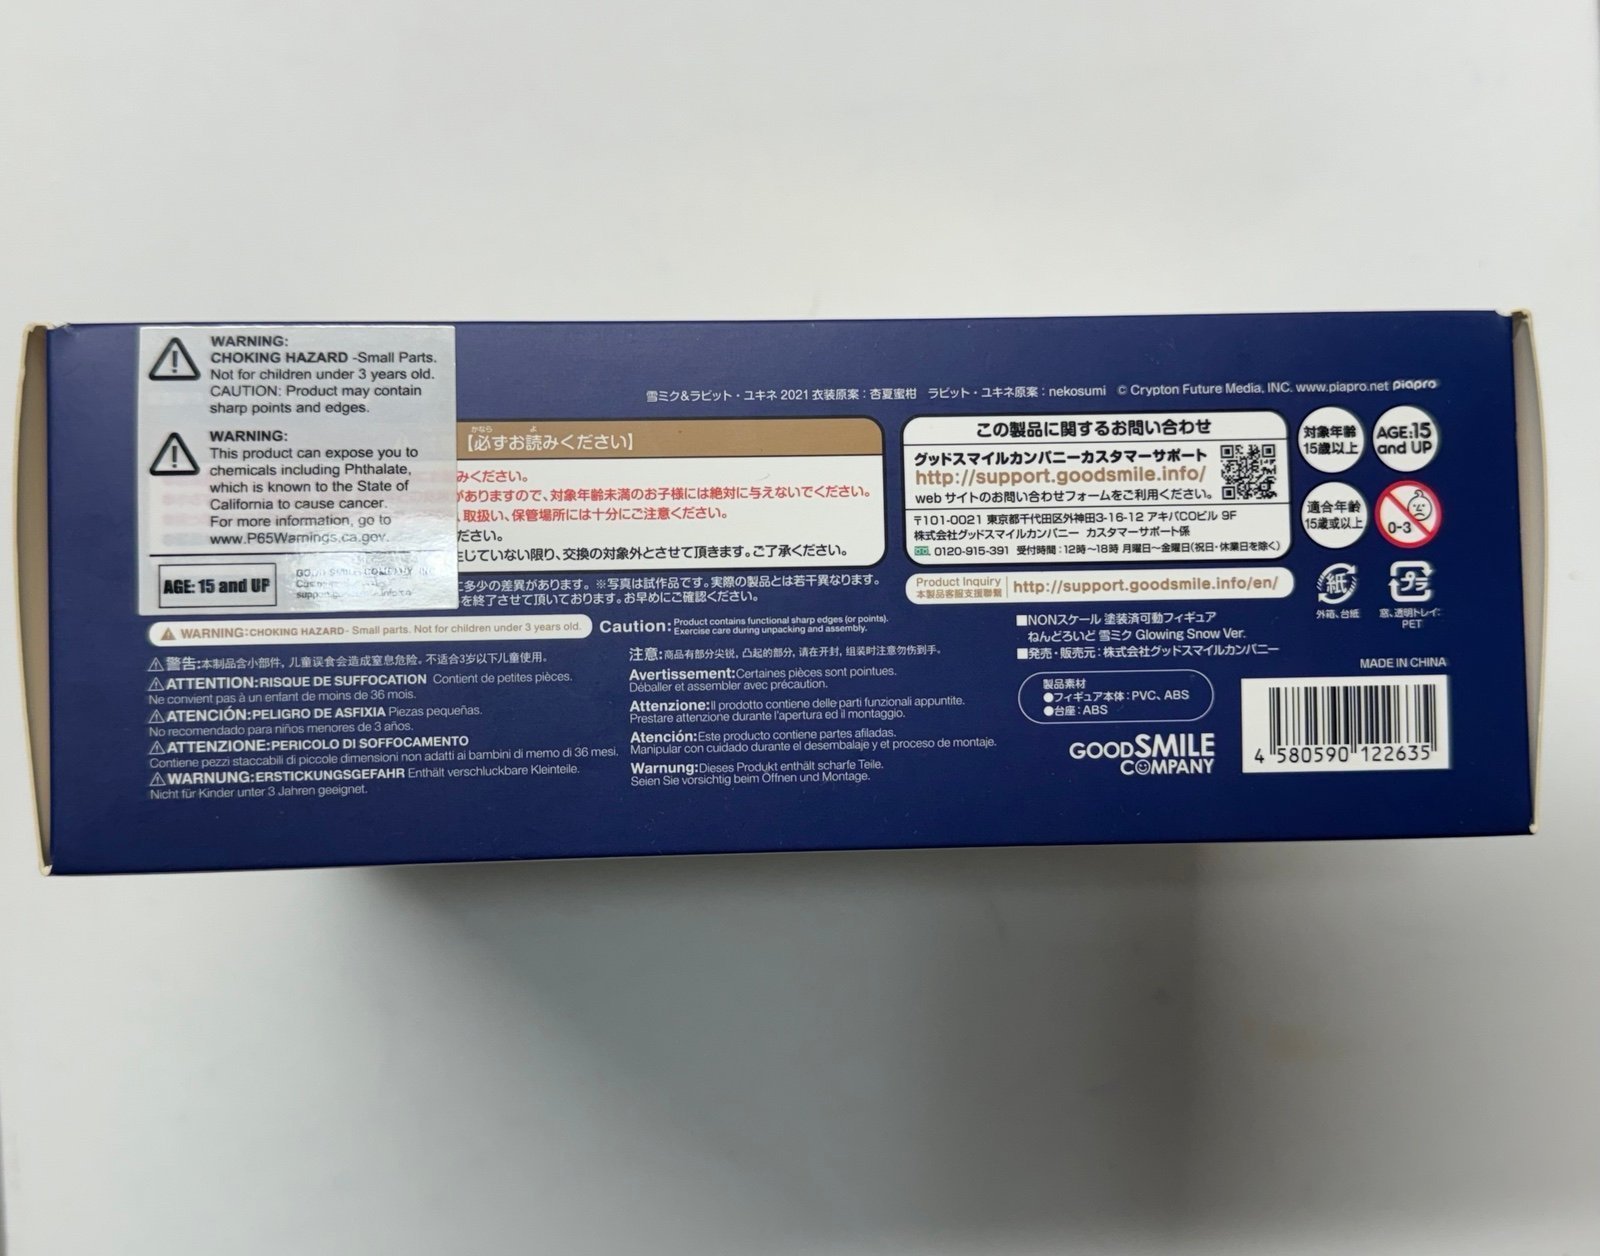 WARNING:
CHOKING HAZARD -Small Parts.
Not for children under 3 years old.
CAUTION: Product may contain
sharp points and edges.
WARNING:
This product can expose you to
chemicals including Phthalate,
which is known to the State of
California to cause cancer.
For more information, go to
www.P65Warnings.ca.gov.
AGE: 15 and UP
GOOD SMILE COMPANY INC
雪ミク&ラビット・ユキネ 2021 衣装原案：杏夏蜜柑 ラビット・ユキネ原案：nekosumi © Crypton Future Media, INC. www.piapro.net piapro
【必ずお読みください】
かなら よ
みください。
がありますので、対象年齢未満のお子様には絶対に与えないでください。
、取扱い、保管場所には十分にご注意ください。
ださい。
生じていない限り、交換の対象外とさせて頂きます。ご了承ください。
に多少の差異があります。※写真は試作品です。実際の製品とは若干異なります。
を終了させて頂いております。お早めにご確認ください。
この製品に関するお問い合わせ
グッドスマイルカンパニーカスタマーサポート
http://support.goodsmile.info/
webサイトのお問い合わせフォームをご利用ください。
〒101-0021 東京都千代田区外神田3-16-12 アキバCOビル 9F
株式会社グッドスマイルカンパニー カスタマーサポート係
0120-915-391 受付時間：12時〜18時 月曜日〜金曜日(祝日・休業日を除く)
Product Inquiry
本製品客服支援聯繫
http://support.goodsmile.info/en/
対象年齢
15歳以上
AGE:15
and UP
適合年齢
15歳或以上
0-3
紙
外箱、台紙
プラ
窓、透明トレイ:
PET
WARNING:CHOKING HAZARD- Small parts. Not for children under 3 years old.
警告:本制品含小部件, 儿童误食会造成窒息危险。不适合3岁以下儿童使用。
ATTENTION:RISQUE DE SUFFOCATION Contient de petites pièces.
Ne convient pas à un enfant de moins de 36 mois.
ATENCIÓN:PELIGRO DE ASFIXIA Piezas pequeñas.
No recomendado para niños menores de 3 años.
ATTENZIONE:PERICOLO DI SOFFOCAMENTO
Contiene pezzi staccabili di piccole dimensioni non adatti ai bambini di memo di 36 mesi.
WARNUNG:ERSTICKUNGSGEFAHR Enthält verschluckbare Kleinteile.
Nicht für Kinder unter 3 Jahren geeignet.
Caution: Product contains functional sharp edges (or points).
Exercise care during unpacking and assembly.
注意:商品有部分尖锐, 凸起的部分, 请在开封, 组装时注意勿伤到手。
Avertissement:Certaines pièces sont pointues.
Déballer et assembler avec précaution.
Attenzione:Il prodotto contiene delle parti funzionali appuntite.
Prestare attenzione durante l'apertura ed il montaggio.
Atención:Este producto contiene partes afiladas.
Manipular con cuidado durante el desembalaje y el proceso de montaje.
Warnung:Dieses Produkt enthält scharfe Teile.
Seien Sie vorsichtig beim Öffnen und Montage.
■NONスケール 塗装済可動フィギュア
ねんどろいど 雪ミク Glowing Snow Ver.
■発売・販売元：株式会社グッドスマイルカンパニー
製品素材
●フィギュア本体：PVC、ABS
●台座：ABS
GOOD SMILE
COMPANY
MADE IN CHINA
4 580590 122635